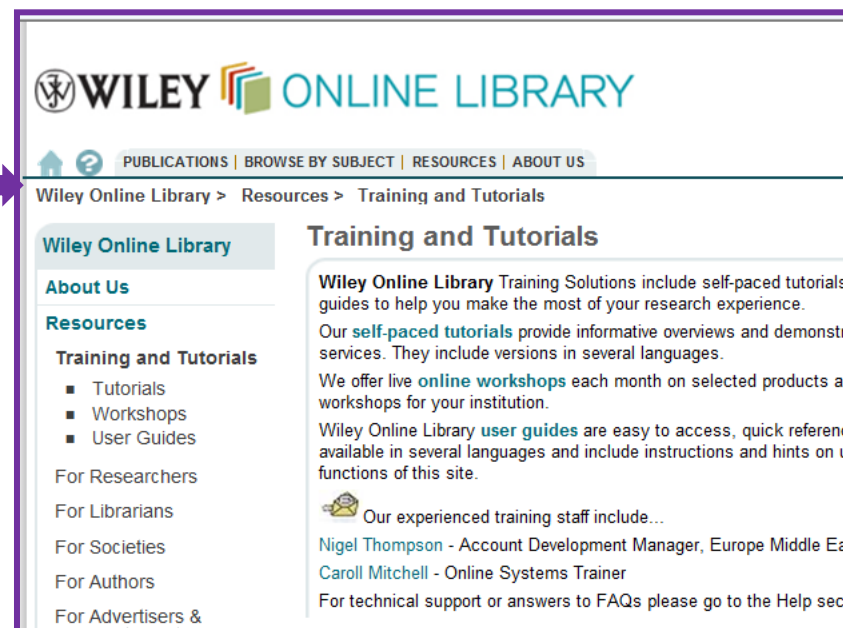 WILEY ONLINE LIBRARY
PUBLICATIONS | BROWSE BY SUBJECT | RESOURCES | ABOUT US
Wiley Online Library > Resources > Training and Tutorials
Wiley Online Library
About Us
Resources
Training and Tutorials
■ Tutorials
■ Workshops
■ User Guides
For Researchers
For Librarians
For Societies
For Authors
For Advertisers &
Training and Tutorials
Wiley Online Library Training Solutions include self-paced tutorials
guides to help you make the most of your research experience.
Our self-paced tutorials provide informative overviews and demonstr
services. They include versions in several languages.
We offer live online workshops each month on selected products a
workshops for your institution.
Wiley Online Library user guides are easy to access, quick referenc
available in several languages and include instructions and hints on
functions of this site.
Our experienced training staff include...
Nigel Thompson - Account Development Manager, Europe Middle Ea
Caroll Mitchell - Online Systems Trainer
For technical support or answers to FAQs please go to the Help sec